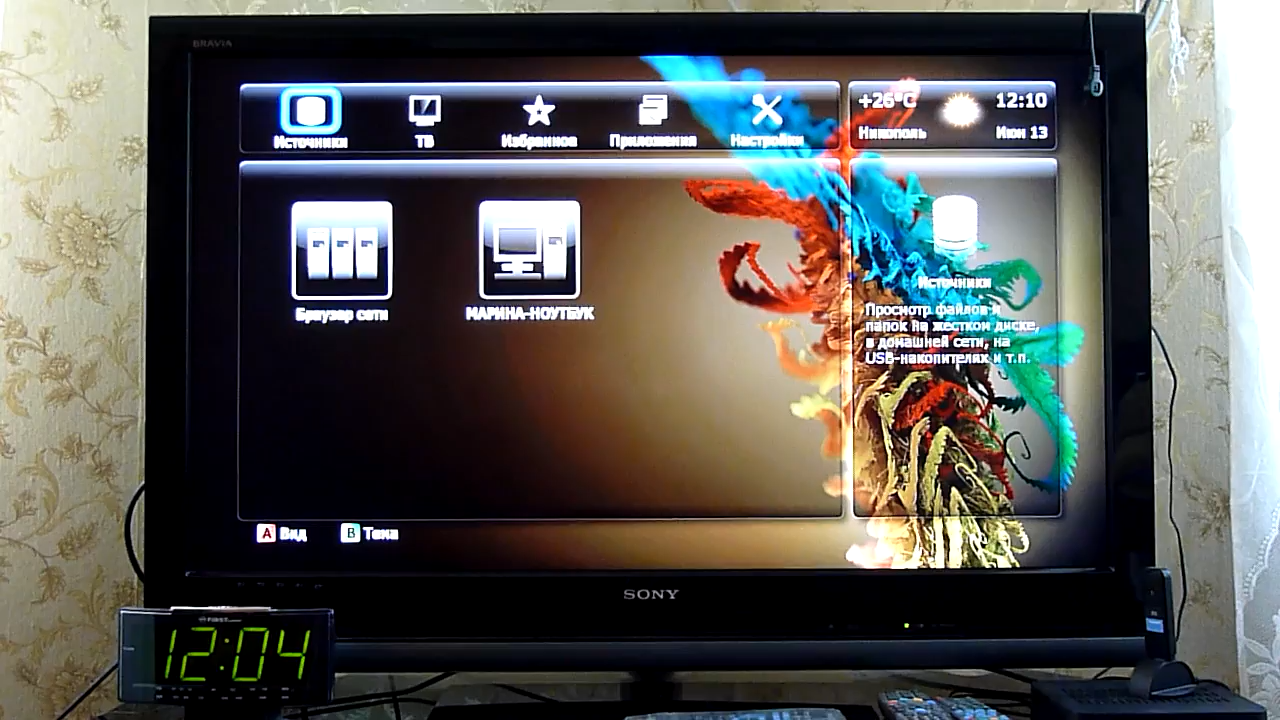 BRAVIA
Источники
ТВ
Избранное
Приложения
Настройки
+26°C
12:10
Никополь
Июн 13
Браузер сети
МАРИНА-НОУТБУК
Источники
Просмотр файлов и
папок на жестком диске,
в домашней сети, на
USB-накопителях и т.п.
A Вид
B Тема
SONY
FIRST
12:04